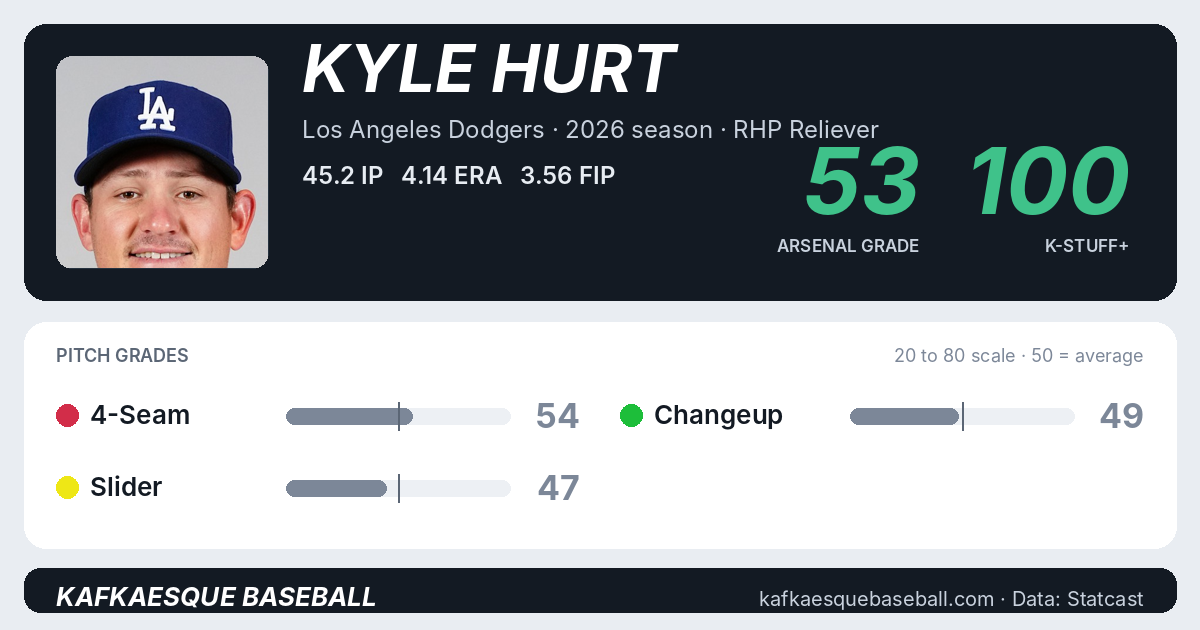 KYLE HURT
Los Angeles Dodgers · 2026 season · RHP Reliever
45.2 IP 4.14 ERA 3.56 FIP
53 100
ARSENAL GRADE K-STUFF+
LA
PITCH GRADES 20 to 80 scale · 50 = average
4-Seam 54 Changeup 49
Slider 47
KAFKAESQUE BASEBALL kafkaesquebaseball.com · Data: Statcast